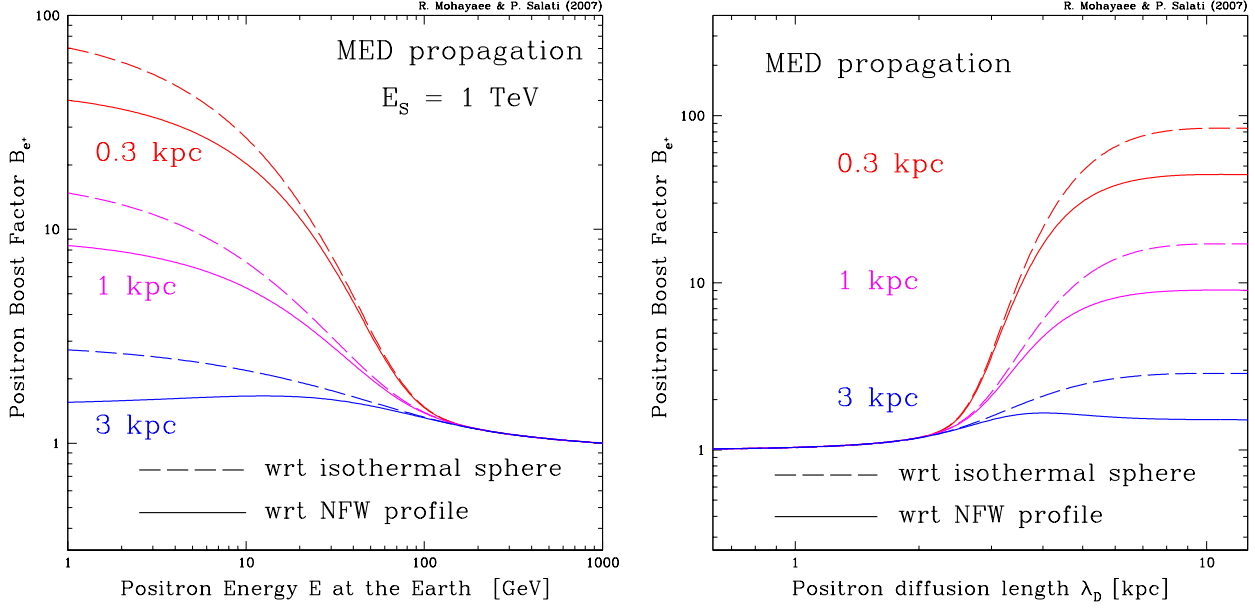 R. Mohayaee & P. Salati (2007)
MED propagation
E_S = 1 TeV
0.3 kpc
1 kpc
3 kpc
wrt isothermal sphere
wrt NFW profile
100
10
1
Positron Boost Factor B_e⁺
1 10 100 1000
Positron Energy E at the Earth [GeV]
R. Mohayaee & P. Salati (2007)
MED propagation
0.3 kpc
1 kpc
3 kpc
wrt isothermal sphere
wrt NFW profile
100
10
1
Positron Boost Factor B_e⁺
1 10
Positron diffusion length λ_D [kpc]